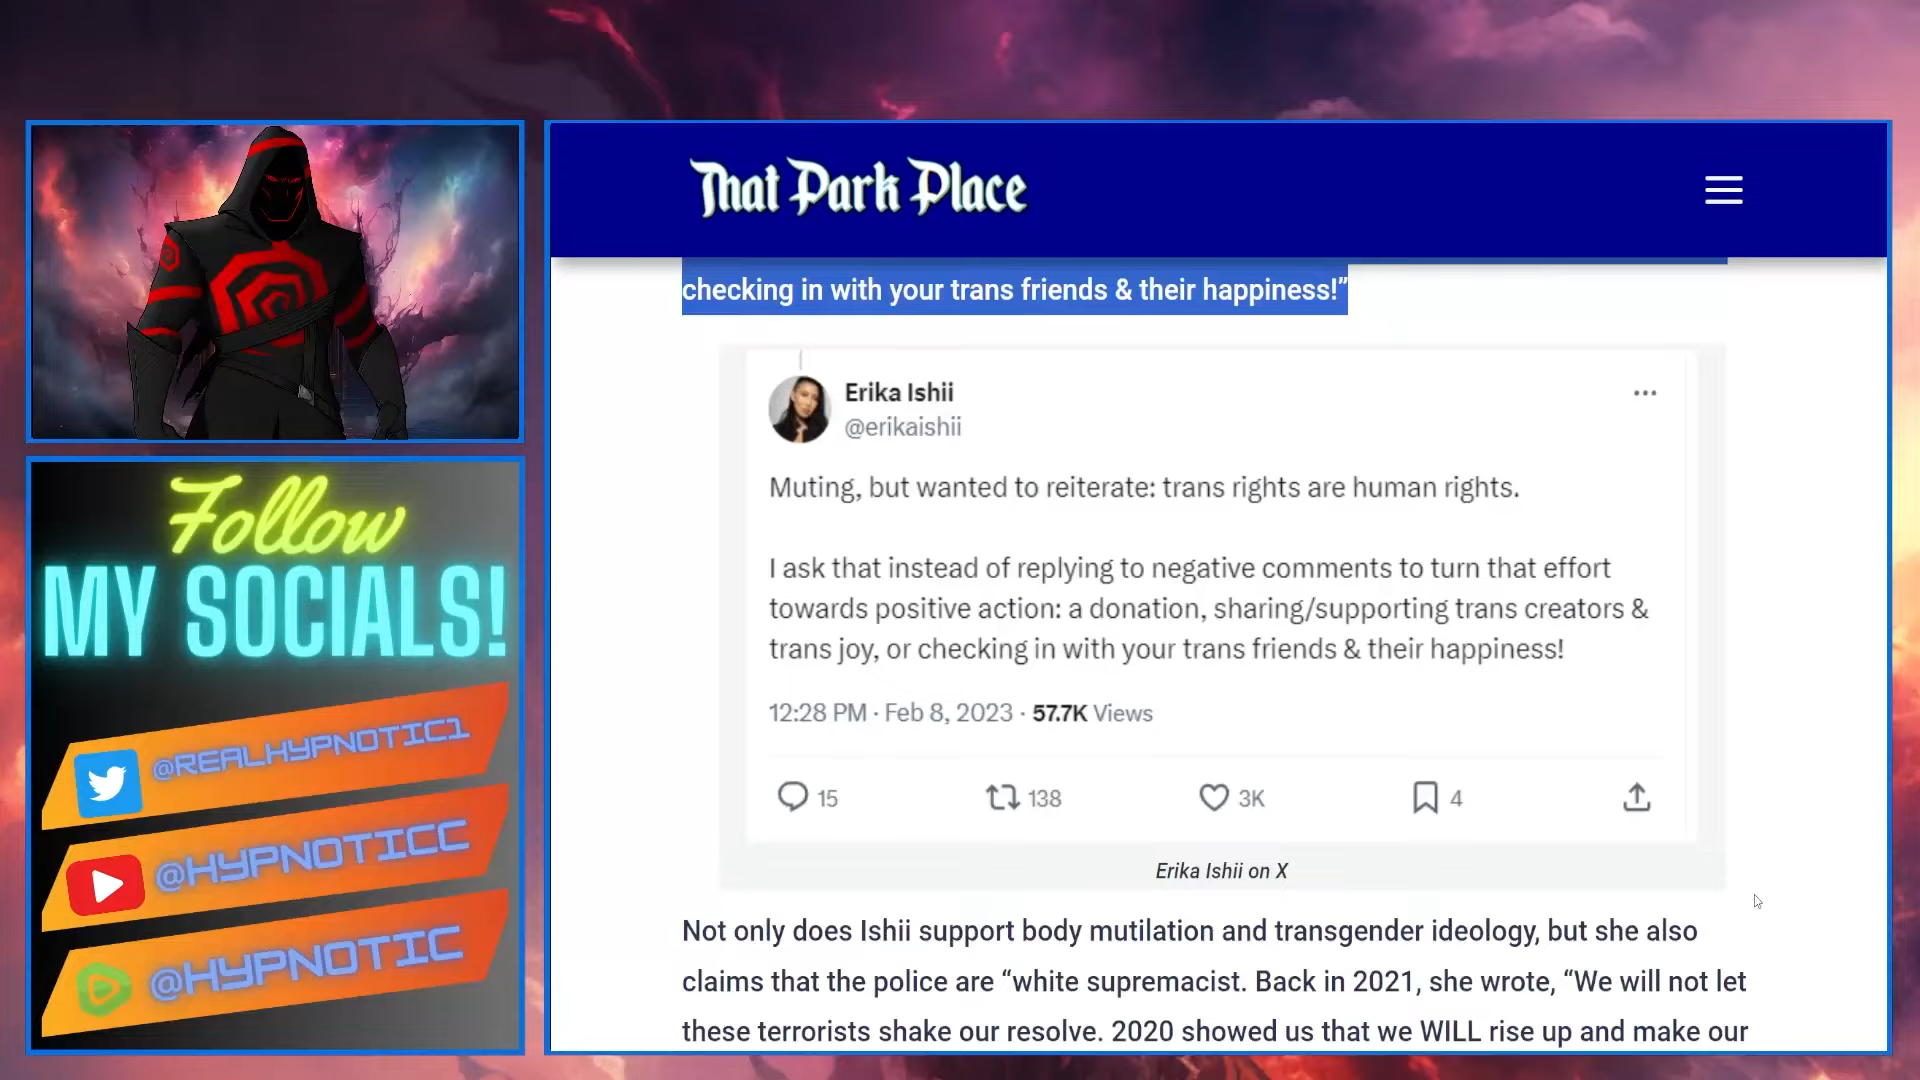 Follow
MY SOCIALS!
@REALHYPNOTIC1
@HYPNOTICC
@HYPNOTIC
That Park Place
checking in with your trans friends & their happiness!”
Erika Ishii
@erikaishii
Muting, but wanted to reiterate: trans rights are human rights.
I ask that instead of replying to negative comments to turn that effort
towards positive action: a donation, sharing/supporting trans creators &
trans joy, or checking in with your trans friends & their happiness!
12:28 PM · Feb 8, 2023 · 57.7K Views
15 138 3K 4
Erika Ishii on X
Not only does Ishii support body mutilation and transgender ideology, but she also
claims that the police are “white supremacist. Back in 2021, she wrote, “We will not let
these terrorists shake our resolve. 2020 showed us that we WILL rise up and make our